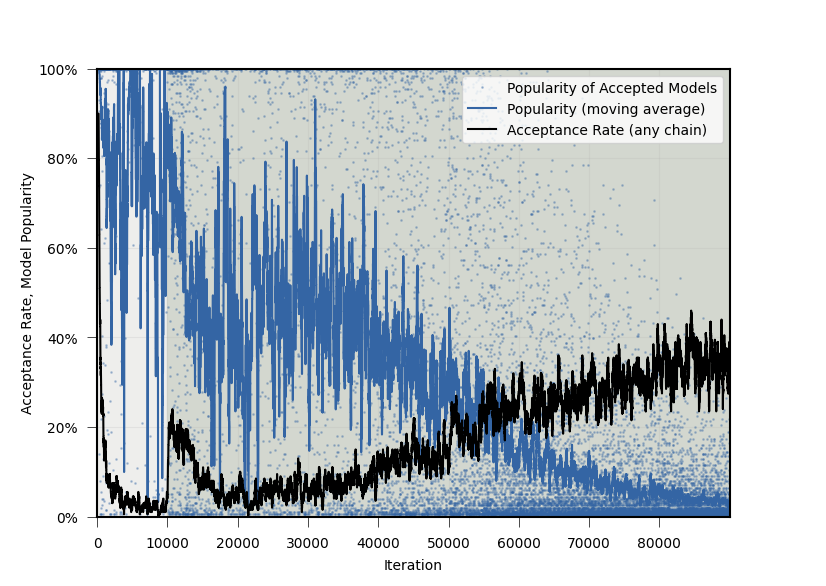 100%
80%
60%
40%
20%
0%
Acceptance Rate, Model Popularity
Popularity of Accepted Models
Popularity (moving average)
Acceptance Rate (any chain)
0 10000 20000 30000 40000 50000 60000 70000 80000
Iteration